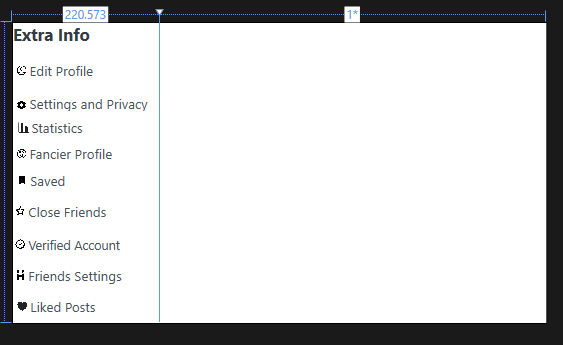 220.573
1*
Extra Info
Edit Profile
Settings and Privacy
Statistics
Fancier Profile
Saved
Close Friends
Verified Account
Friends Settings
Liked Posts